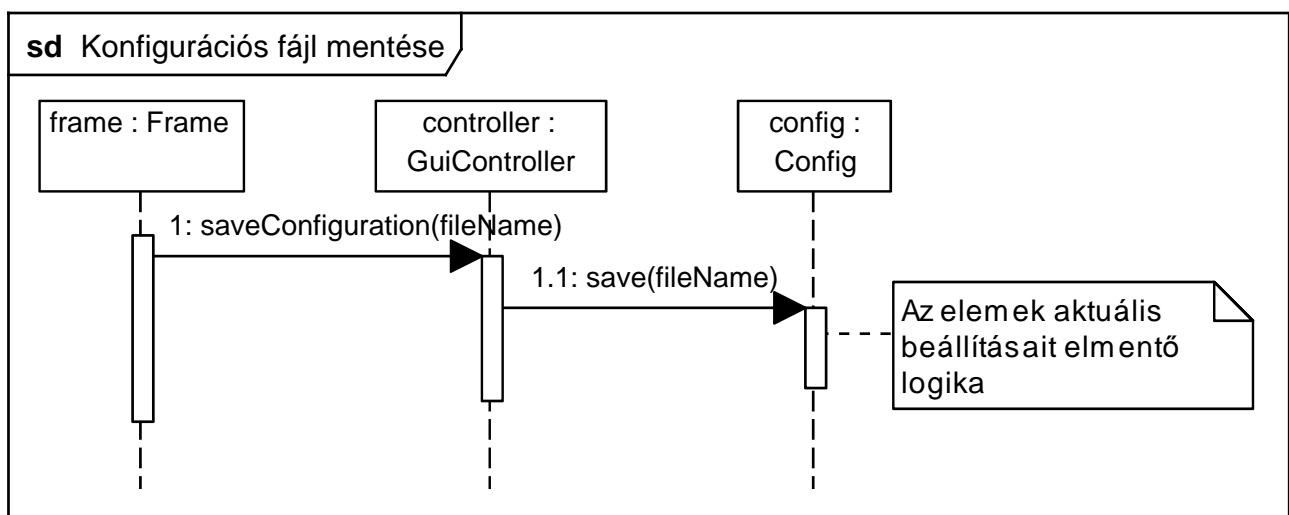 sd Konfigurációs fájl mentése
frame : Frame
controller :
GuiController
config :
Config
1: saveConfiguration(fileName)
1.1: save(fileName)
Az elemek aktuális
beállításait elmentő
logika